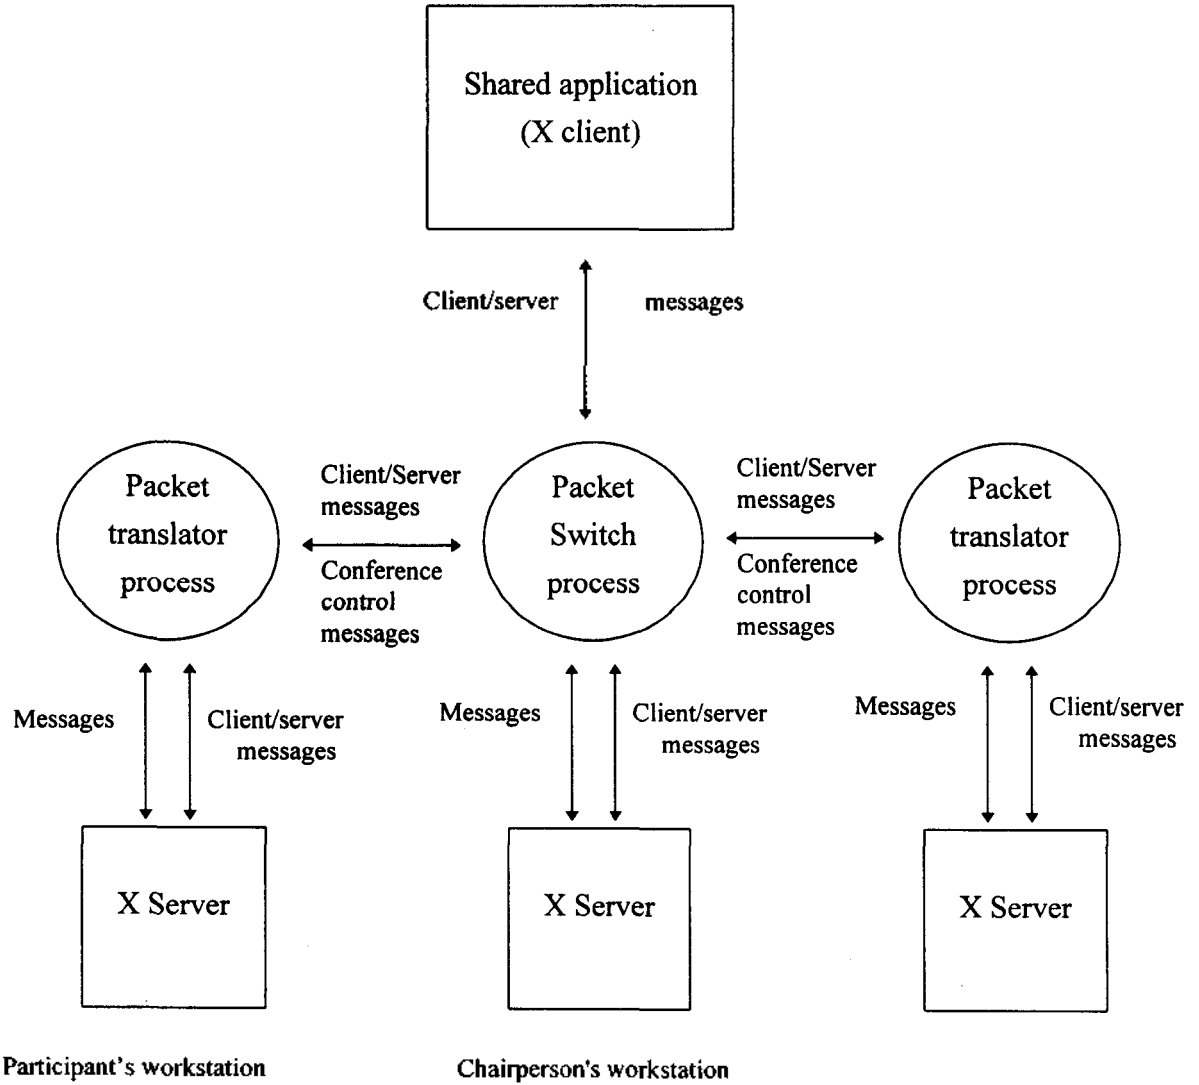 Shared application
(X client)
Client/server messages
Packet
translator
process
Client/Server
messages
Conference
control
messages
Packet
Switch
process
Client/Server
messages
Conference
control
messages
Packet
translator
process
Messages
Client/server
messages
Messages
Client/server
messages
Messages
Client/server
messages
X Server
X Server
X Server
Participant's workstation
Chairperson's workstation